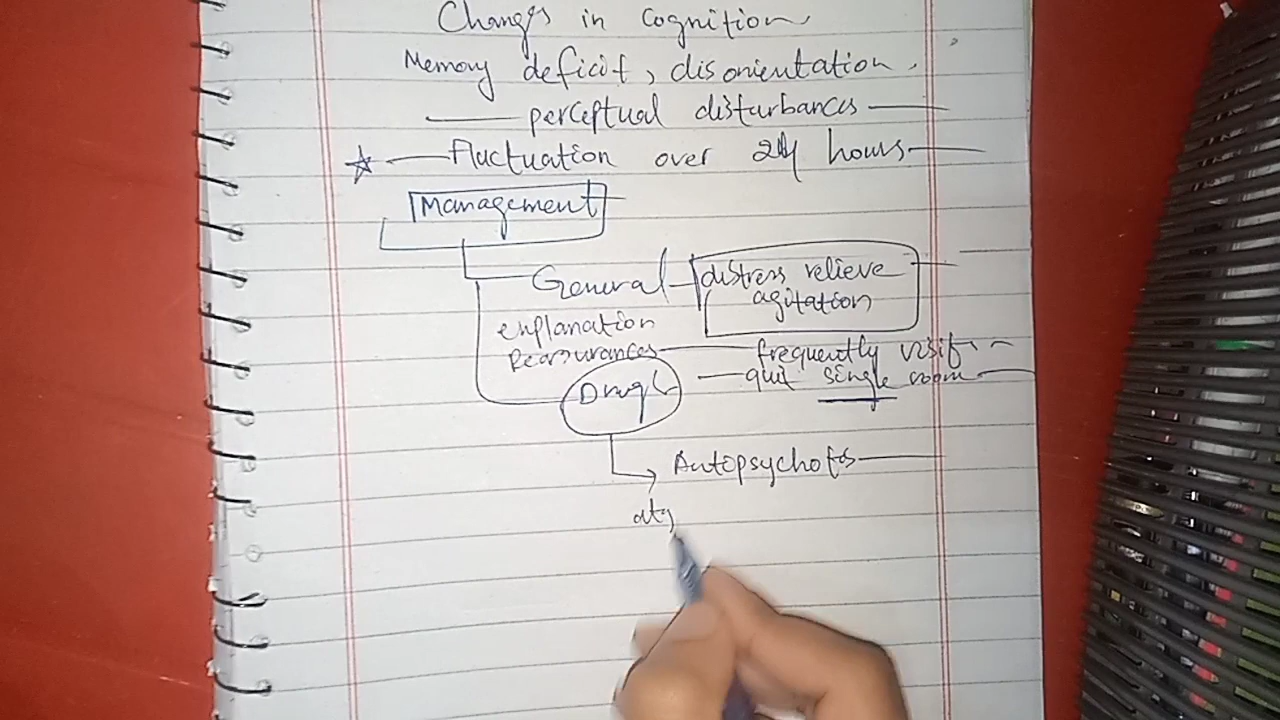 Changes in Cognition
Memory deficit, disorientation.
perceptual disturbances
Fluctuation over 24 hours
Management
General distress relieve
agitation
explanation
Reassurances frequently visit
quit single room
Drugs
Antopsychofcs
aty